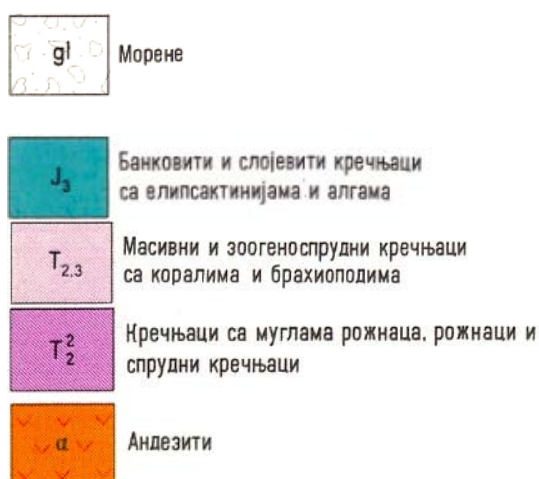 gl Морене
J₃ Банковити и слојевити кречњаци
са елипсактинијама и алгама
T₂,₃ Масивни и зоогеноспрудни кречњаци
са коралима и брахиоподима
T₂² Кречњаци са муглама рожнаца, рожнаци и
спрудни кречњаци
α Андезити